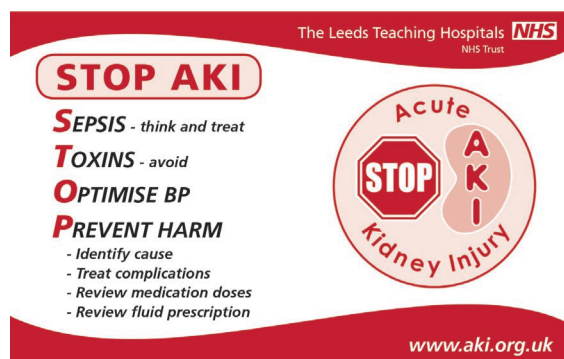 The Leeds Teaching Hospitals NHS
NHS Trust
STOP AKI
SEPSIS - think and treat
TOXINS - avoid
OPTIMISE BP
PREVENT HARM
- Identify cause
- Treat complications
- Review medication doses
- Review fluid prescription
Acute
STOP
AKI
Kidney Injury
www.aki.org.uk